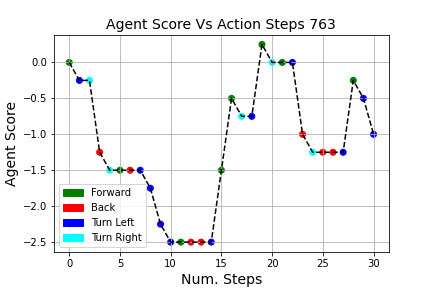 Agent Score Vs Action Steps 763
Agent Score
0.0
−0.5
−1.0
−1.5
−2.0
−2.5
Forward
Back
Turn Left
Turn Right
0 5 10 15 20 25 30
Num. Steps